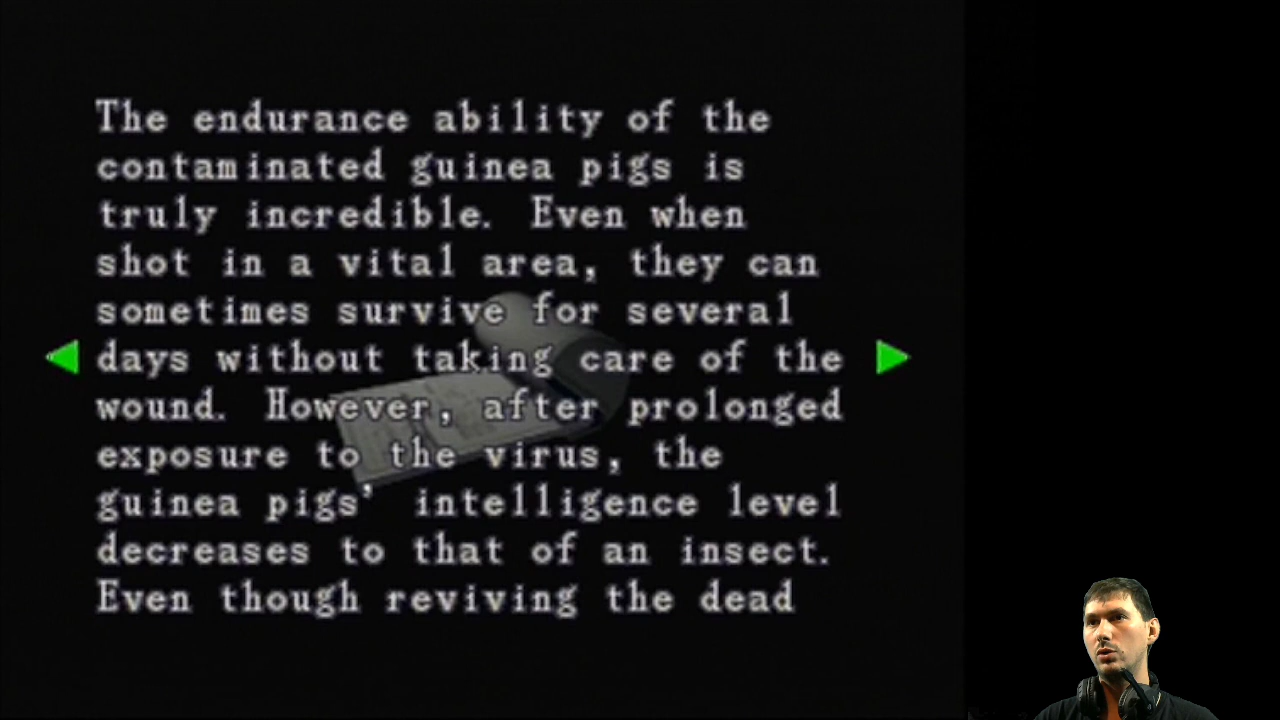 The endurance ability of the
contaminated guinea pigs is
truly incredible. Even when
shot in a vital area, they can
sometimes survive for several
days without taking care of the
wound. However, after prolonged
exposure to the virus, the
guinea pigs' intelligence level
decreases to that of an insect.
Even though reviving the dead